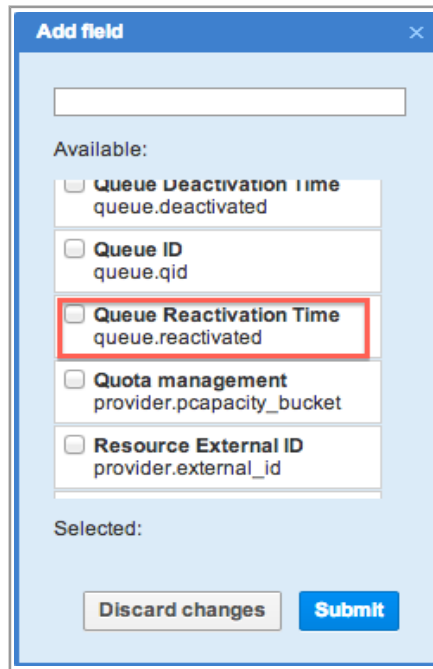 Add field
×
Available:
Queue Deactivation Time
queue.deactivated
Queue ID
queue.qid
Queue Reactivation Time
queue.reactivated
Quota management
provider.pcapacity_bucket
Resource External ID
provider.external_id
Selected:
Discard changes Submit